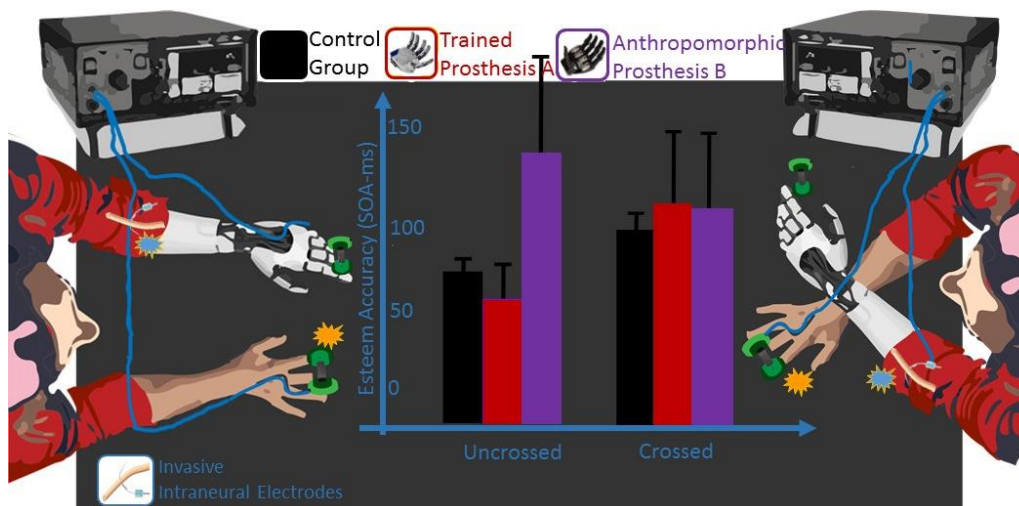 Control
Group
Trained
Prosthesis A
Anthropomorphic
Prosthesis B
Esteem Accuracy (SOA-ms)
150
100
50
0
Uncrossed
Crossed
Invasive
Intraneural Electrodes